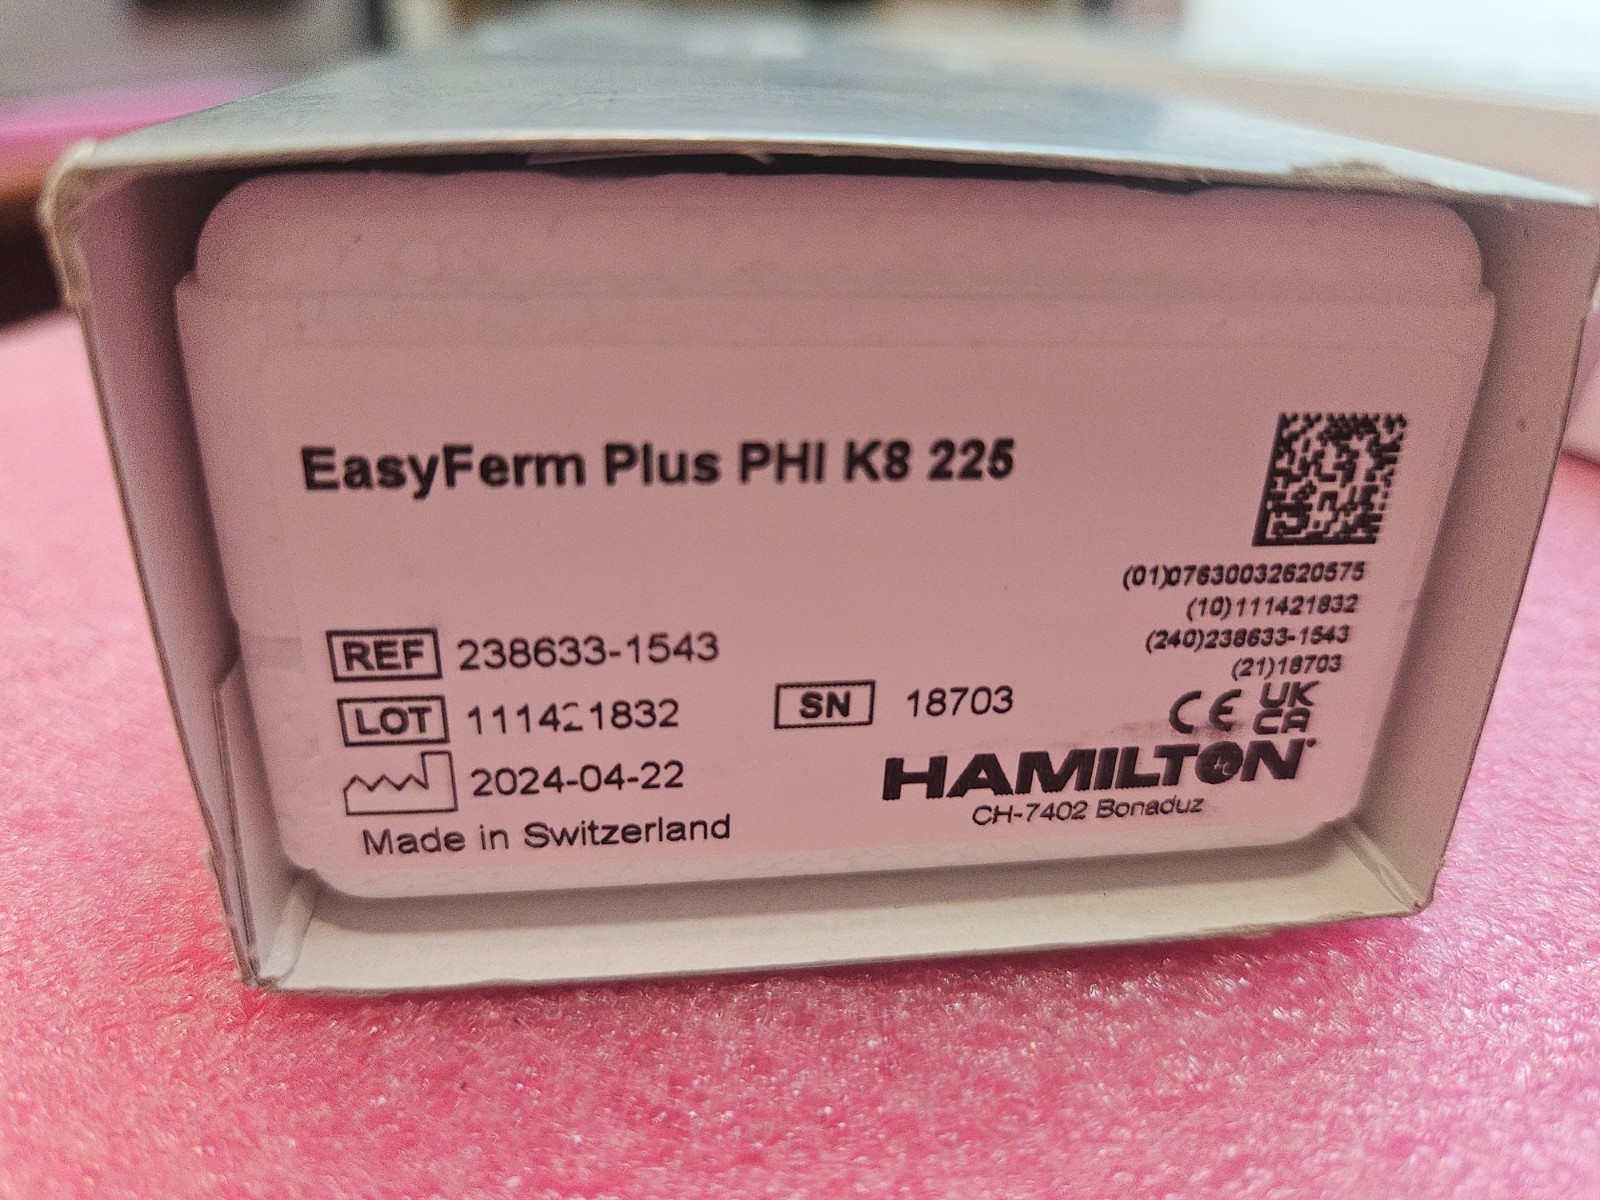 EasyFerm Plus PHI K8 225
(01)07630032620575
(10)111421832
(240)238633-1543
(21)18703
REF 238633-1543
LOT 111421832
SN 18703
2024-04-22
Made in Switzerland
CE UK CA
HAMILTON
CH-7402 Bonaduz